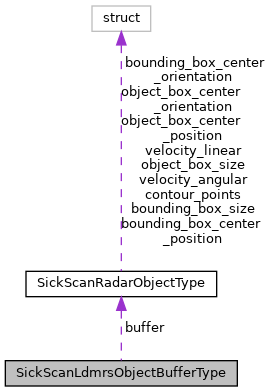 struct
bounding_box_center
_orientation
object_box_center
_orientation
object_box_center
_position
velocity_linear
object_box_size
velocity_angular
contour_points
bounding_box_size
bounding_box_center
_position
SickScanRadarObjectType
buffer
SickScanLdmrsObjectBufferType